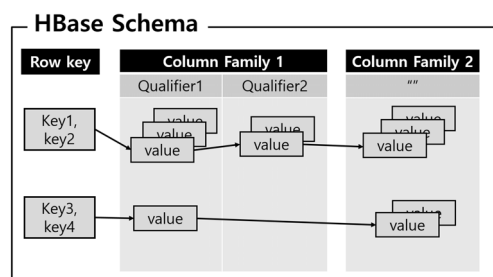 HBase Schema
Row key
Column Family 1
Column Family 2
Qualifier1
Qualifier2
“”
Key1,
key2
value
value
value
value
value
value
value
value
Key3,
key4
value
value
value